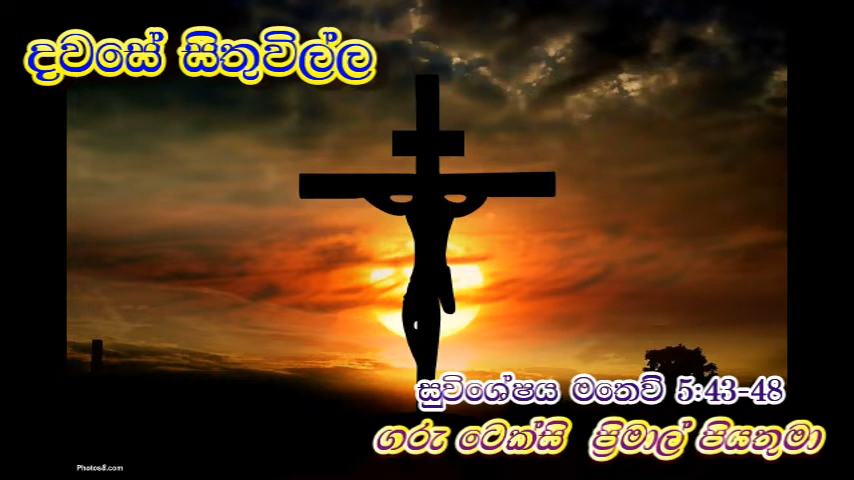 දවසේ සිතුවිල්ල
සුවිශේෂය මතෙව් 5:43-48
ගරු ටෙක්සි ප්‍රිමාල් පියතුමා
Photos8.com